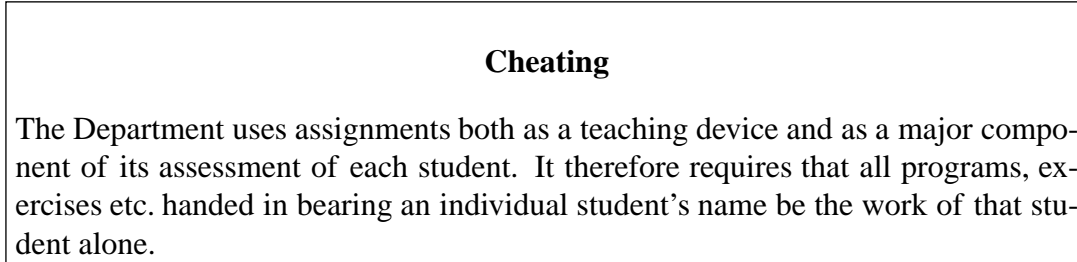 Cheating
The Department uses assignments both as a teaching device and as a major compo-
nent of its assessment of each student. It therefore requires that all programs, ex-
ercises etc. handed in bearing an individual student's name be the work of that stu-
dent alone.